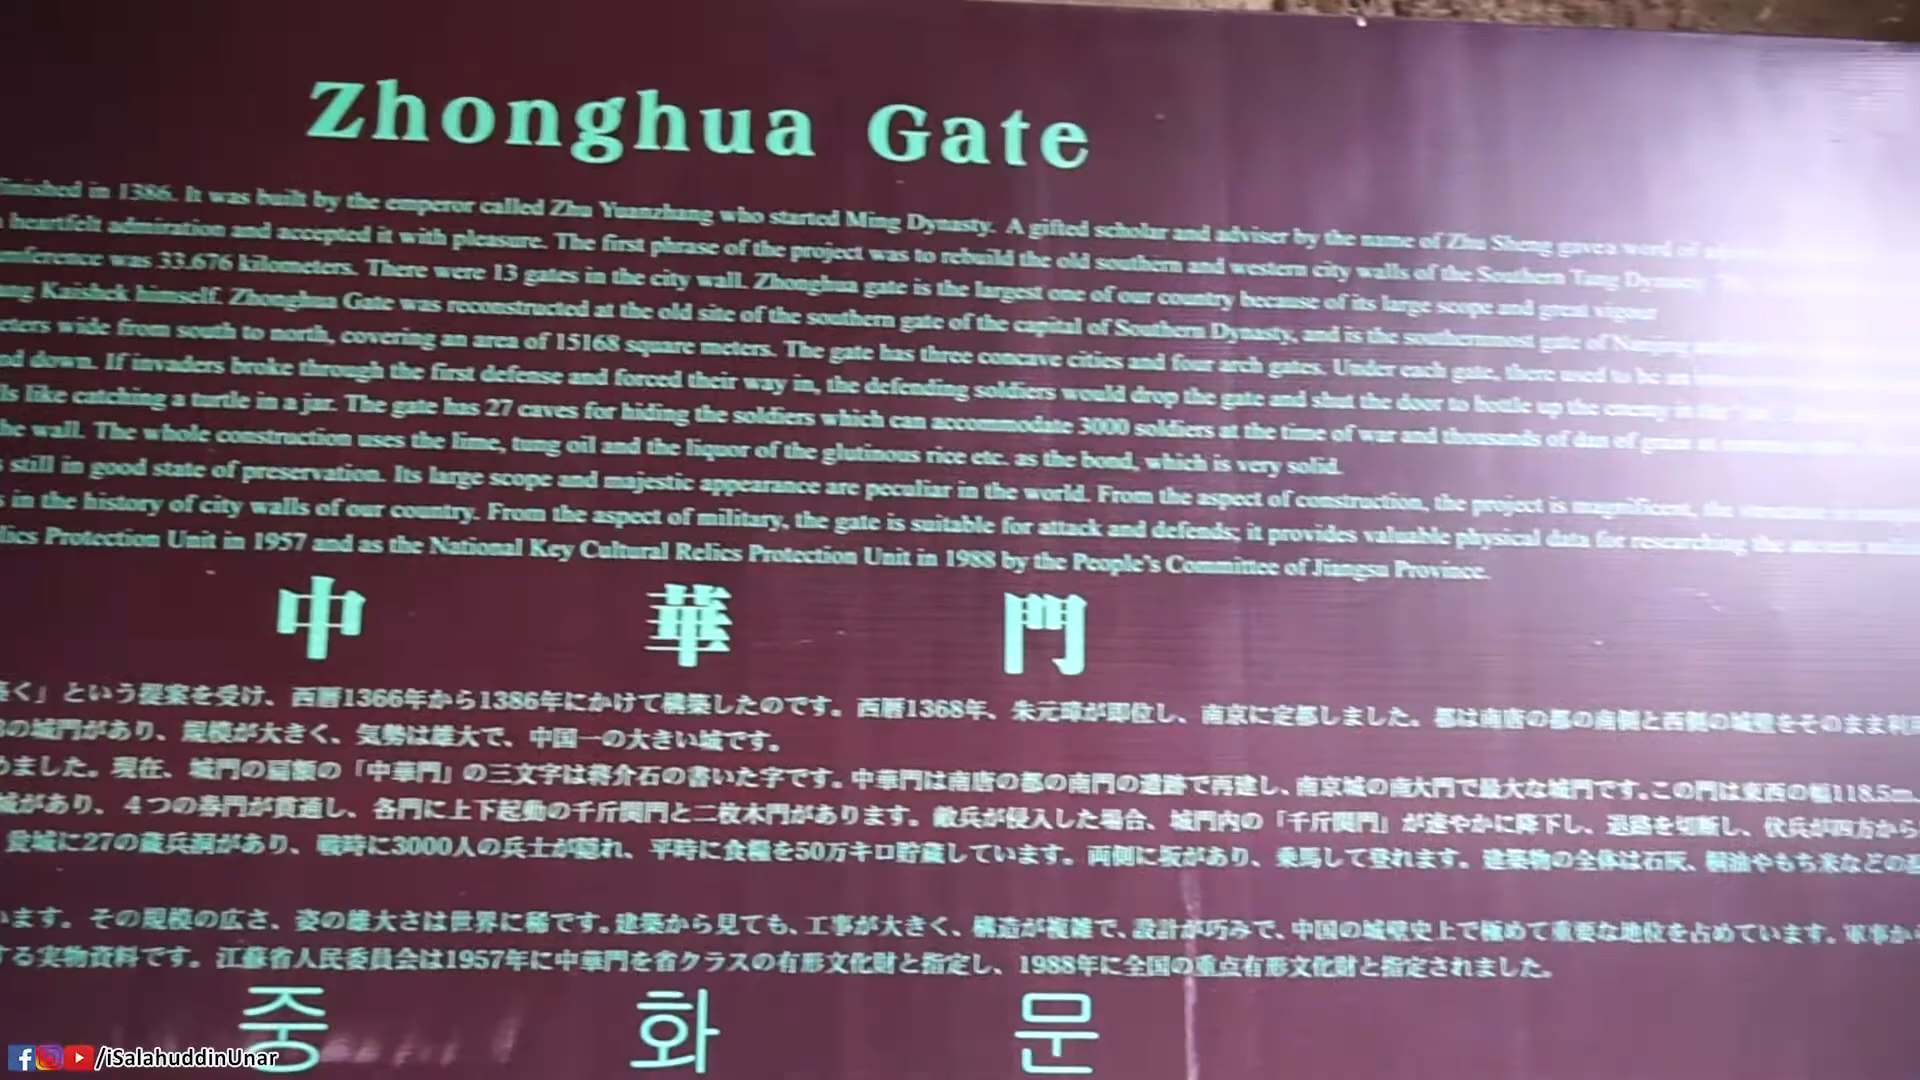 Zhonghua Gate
finished in 1386. It was built by the emperor called Zhu Yuanzhang who started Ming Dynasty. A gifted scholar and adviser by the name of Zhu Sheng gavea word of
heartfelt admiration and accepted it with pleasure. The first phrase of the project was to rebuild the old southern and western city walls of the Southern Tang Dynasty.
was 33.676 kilometers. There were 13 gates in the city wall. Zhonghua gate is the largest one of our country because of its large scope and great vigour
Kaishek himself. Zhonghua Gate was reconstructed at the old site of the southern gate of the capital of Southern Dynasty, and is the southernmost gate of Nanjing
wide from south to north, covering an area of 15168 square meters. The gate has three concave cities and four arch gates. Under each gate, there used to be an
down. If invaders broke through the first defense and forced their way in, the defending soldiers would drop the gate and shut the door to bottle up the enemy in the
like catching a turtle in a jar. The gate has 27 caves for hiding the soldiers which can accommodate 3000 soldiers at the time of war and thousands of dan of grain at
the wall. The whole construction uses the lime, tung oil and the liquor of the glutinous rice etc. as the bond, which is very solid.
still in good state of preservation. Its large scope and majestic appearance are peculiar in the world. From the aspect of construction, the project is magnificent, the structure is
in the history of city walls of our country. From the aspect of military, the gate is suitable for attack and defends; it provides valuable physical data for researching the ancient
Protection Unit in 1957 and as the National Key Cultural Relics Protection Unit in 1988 by the People's Committee of Jiangsu Province.
中 華 門
く」という提案を受け、西暦1366年から1386年にかけて構築したのです。西暦1368年、朱元璋が即位し、南京に定都しました。都は南唐の都の南側と西側の城壁をそのまま利
の城門があり、規模が大きく、気勢は雄大で、中国一の大きい城です。
めました。現在、城門の扁額の「中華門」の三文字は蒋介石の書いた字です。中華門は南唐の都の南門の遺跡で再建し、南京城の南大門で最大な城門です。この門は東西の幅118.5m、
城があり、４つの巻門が貫通し、各門に上下起動の千斤関門と二枚木門があります。敵兵が侵入した場合、城門内の「千斤関門」が速やかに降下し、退路を切断し、伏兵が四方から
甕城に27の蔵兵洞があり、戦時に3000人の兵士が隠れ、平時に食糧を50万キロ貯蔵しています。両側に坂があり、乗馬して登れます。建築物の全体は石灰、桐油やもち米などの
います。その規模の広さ、姿の雄大さは世界に稀です。建築から見ても、工事が大きく、構造が複雑で、設計が巧みで、中国の城壁史上で極めて重要な地位を占めています。軍事か
する実物資料です。江蘇省人民委員会は1957年に中華門を省クラスの有形文化財と指定し、1988年に全国の重点有形文化財と指定されました。
중 화 문
/iSalahuddinUnar